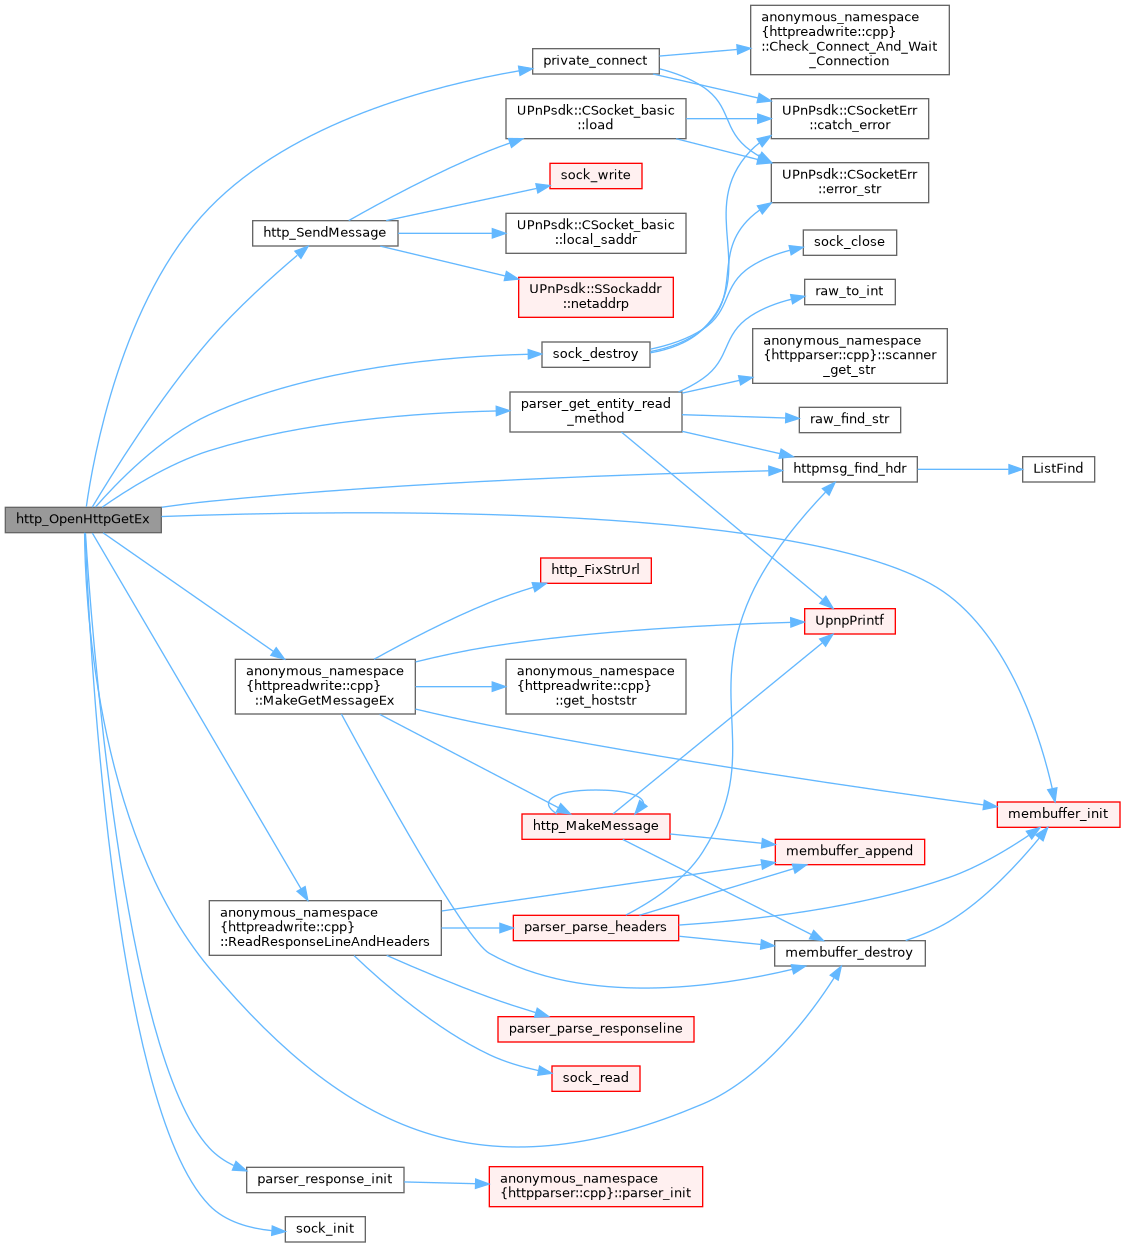 anonymous_namespace
{httpreadwrite::cpp}
::Check_Connect_And_Wait
_Connection
private_connect
UPnPsdk::CSocket_basic
::load
UPnPsdk::CSocketErr
::catch_error
sock_write
UPnPsdk::CSocketErr
::error_str
http_SendMessage
UPnPsdk::CSocket_basic
::local_saddr
sock_close
UPnPsdk::SSockaddr
::netaddrp
raw_to_int
sock_destroy
anonymous_namespace
{httpparser::cpp}::scanner
_get_str
parser_get_entity_read
_method
raw_find_str
httpmsg_find_hdr
ListFind
http_OpenHttpGetEx
http_FixStrUrl
UpnpPrintf
anonymous_namespace
{httpreadwrite::cpp}
::MakeGetMessageEx
anonymous_namespace
{httpreadwrite::cpp}
::get_hoststr
membuffer_init
http_MakeMessage
membuffer_append
anonymous_namespace
{httpreadwrite::cpp}
::ReadResponseLineAndHeaders
parser_parse_headers
membuffer_destroy
parser_parse_responseline
sock_read
parser_response_init
anonymous_namespace
{httpparser::cpp}::parser_init
sock_init